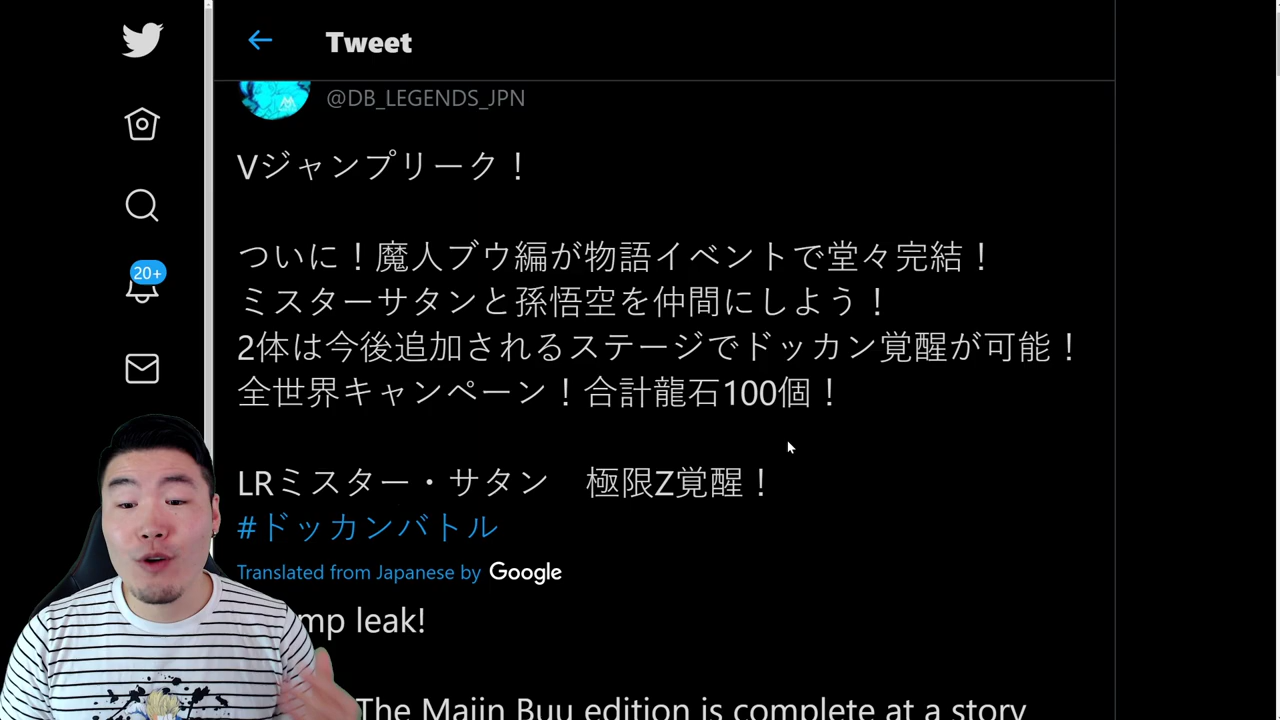 Tweet
@DB_LEGENDS_JPN
Vジャンプリーク！
ついに！魔人ブウ編が物語イベントで堂々完結！
ミスターサタンと孫悟空を仲間にしよう！
2体は今後追加されるステージでドッカン覚醒が可能！
全世界キャンペーン！合計龍石100個！
LRミスター・サタン　極限Z覚醒！
#ドッカンバトル
Translated from Japanese by Google
leak!
The Majin Buu edition is complete at a story
20+